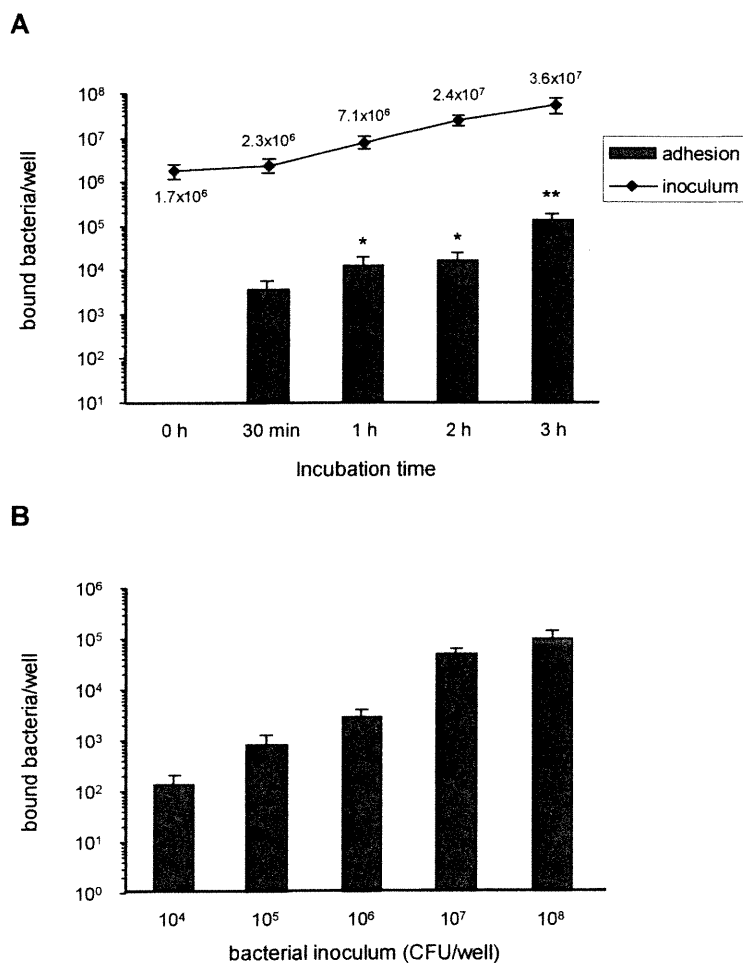 A
3.6x10⁷
2.4x10⁷
7.1x10⁶
2.3x10⁶
1.7x10⁶
10⁸
10⁷
10⁶
10⁵
10⁴
10³
10²
10¹
bound bacteria/well
* * **
adhesion
inoculum
0 h 30 min 1 h 2 h 3 h
Incubation time
B
10⁶
10⁵
10⁴
10³
10²
10¹
10⁰
bound bacteria/well
10⁴ 10⁵ 10⁶ 10⁷ 10⁸
bacterial inoculum (CFU/well)